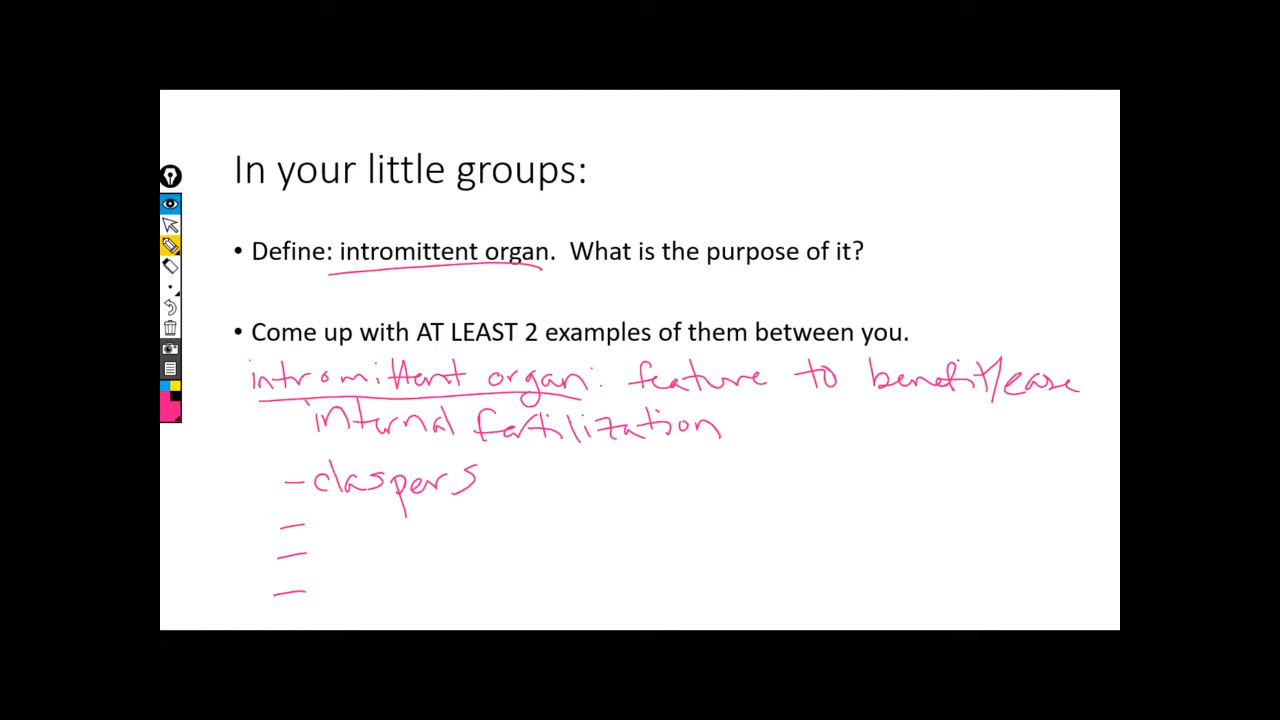 In your little groups:
• Define: intromittent organ. What is the purpose of it?
• Come up with AT LEAST 2 examples of them between you.
intromittent organ: feature to benefit/ease
internal fertilization
- claspers
-
-
-